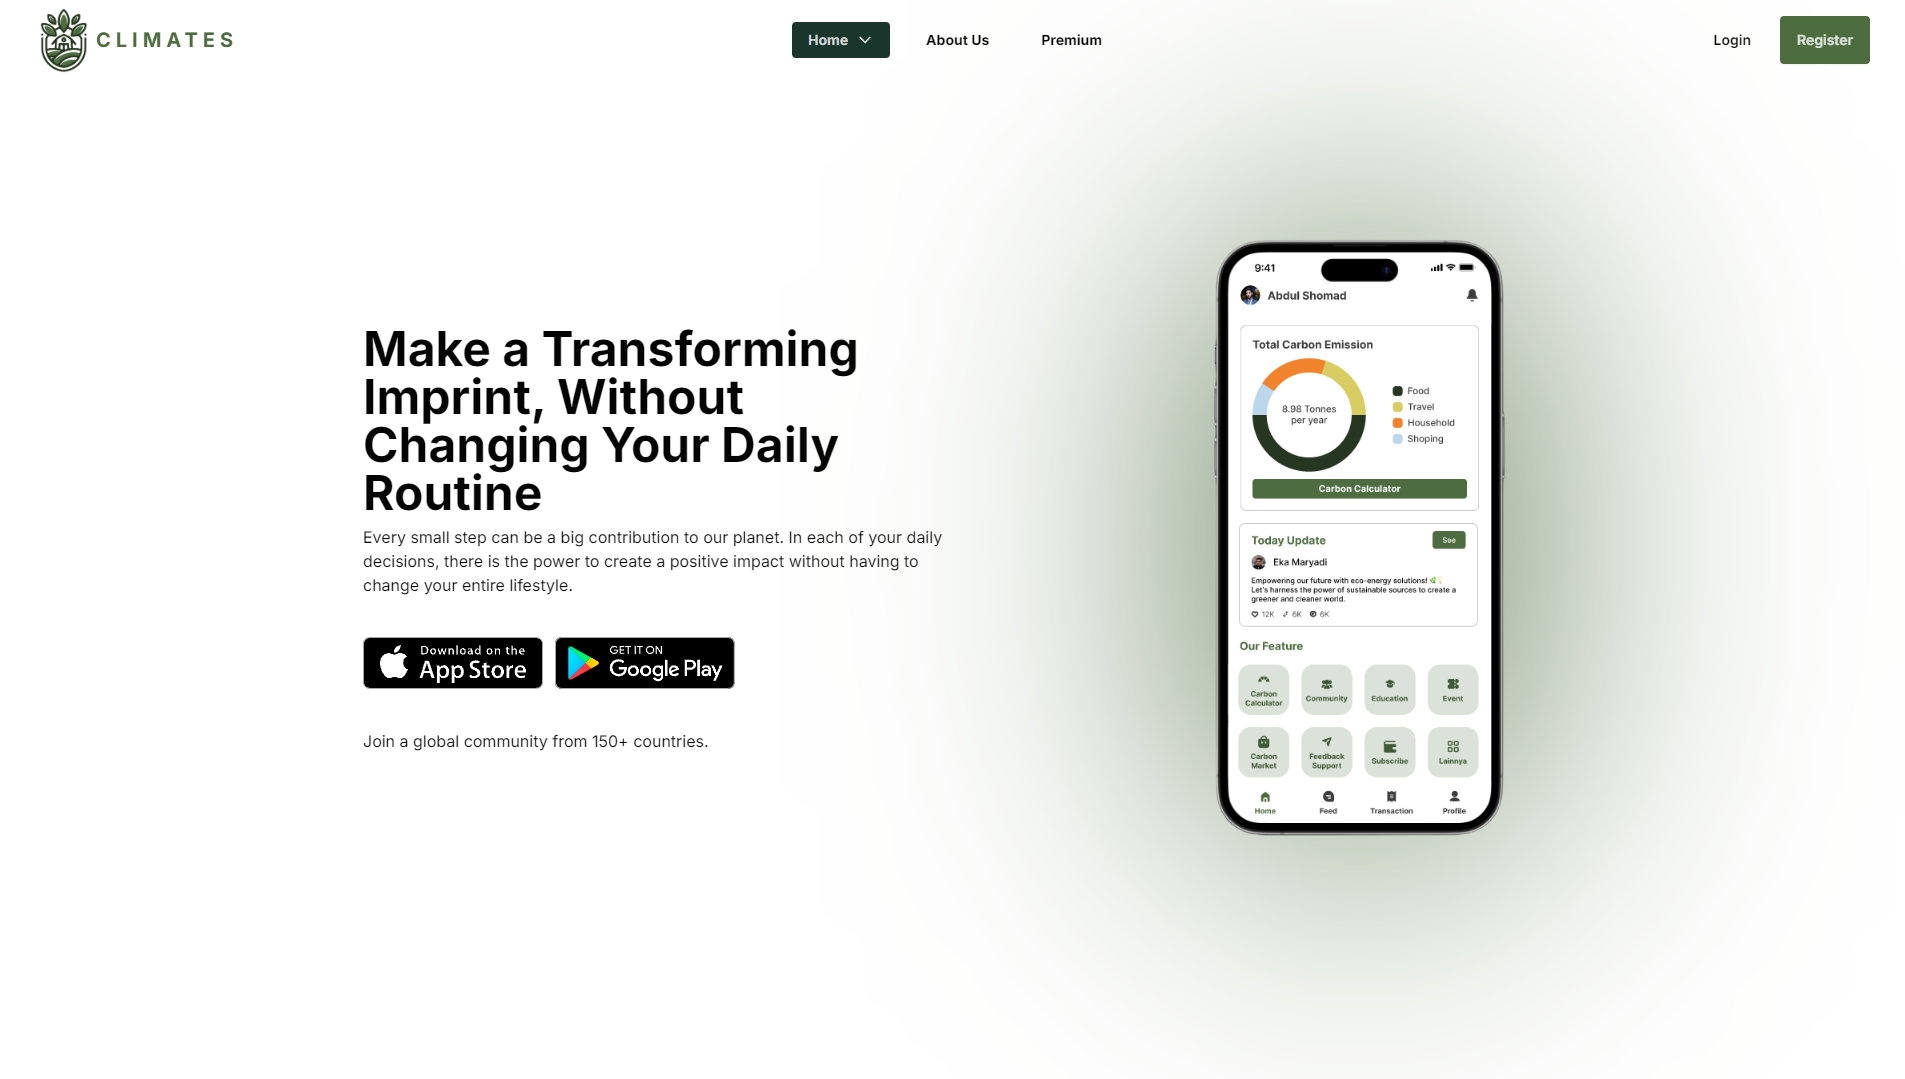 CLIMATES
Home
About Us
Premium
Login
Register
Make a Transforming
Imprint, Without
Changing Your Daily
Routine
Every small step can be a big contribution to our planet. In each of your daily
decisions, there is the power to create a positive impact without having to
change your entire lifestyle.
Download on the
App Store
GET IT ON
Google Play
Join a global community from 150+ countries.
9:41
Abdul Shomad
Total Carbon Emission
8.98 Tonnes
per year
Food
Travel
Household
Shoping
Carbon Calculator
Today Update
See
Eka Maryadi
Empowering our future with eco-energy solutions!
Let's harness the power of sustainable sources to create a
greener and cleaner world.
12K 6K 6K
Our Feature
Carbon
Calculator
Community
Education
Event
Carbon
Market
Feedback
Support
Subscribe
Lainnya
Home
Feed
Transaction
Profile